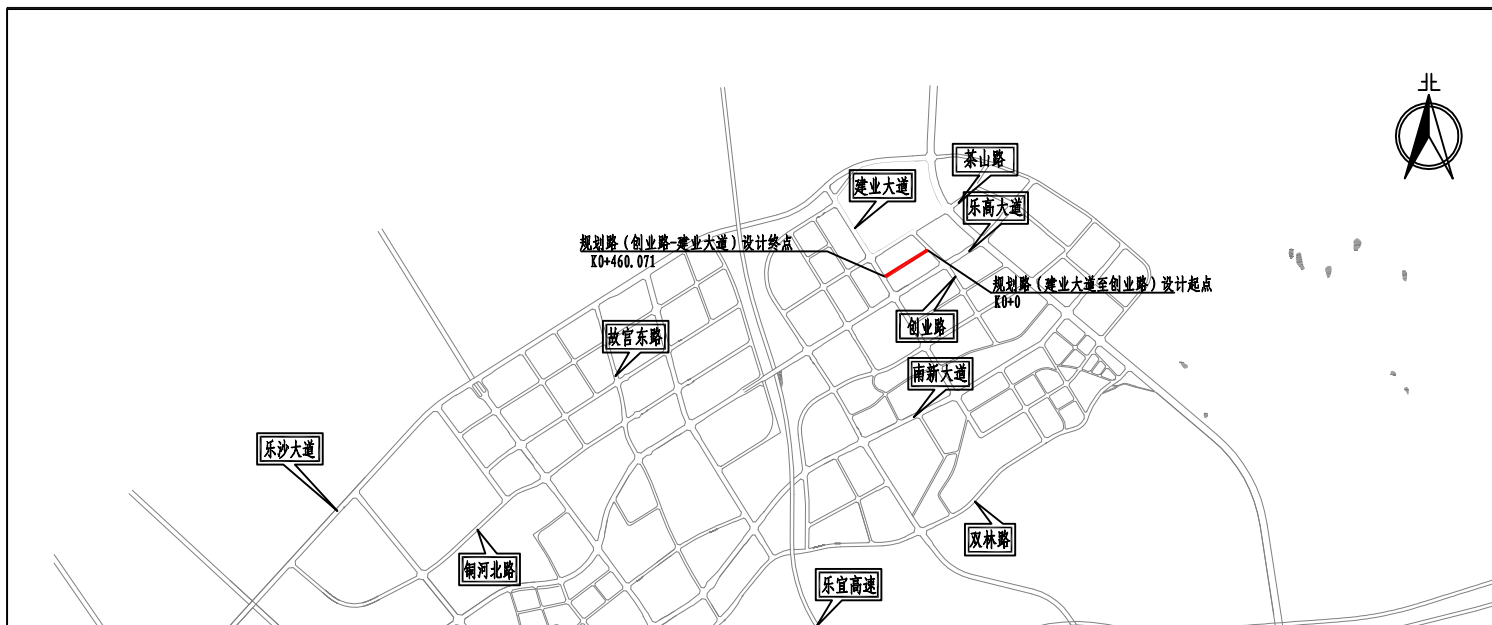 北
茶山路
建业大道
乐高大道
规划路（创业路-建业大道）设计终点
K0+460.071
规划路（建业大道至创业路）设计起点
K0+0
创业路
故宫东路
南新大道
乐沙大道
双林路
铜河北路
乐宜高速